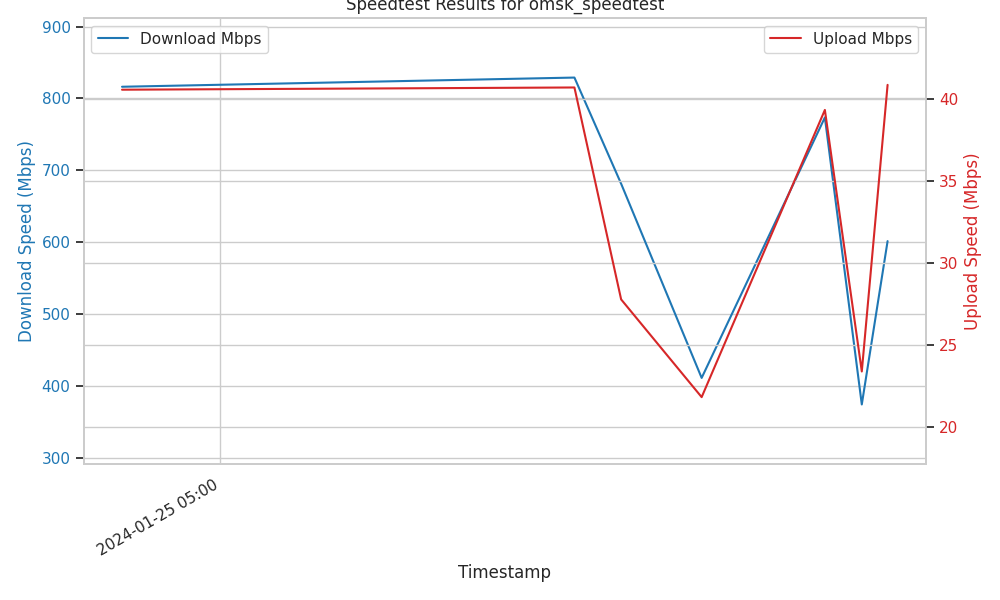 Speedtest Results for omsk_speedtest
Download Mbps
Upload Mbps
900
800
700
600
500
400
300
Download Speed (Mbps)
40
35
30
25
20
Upload Speed (Mbps)
2024-01-25 05:00
Timestamp